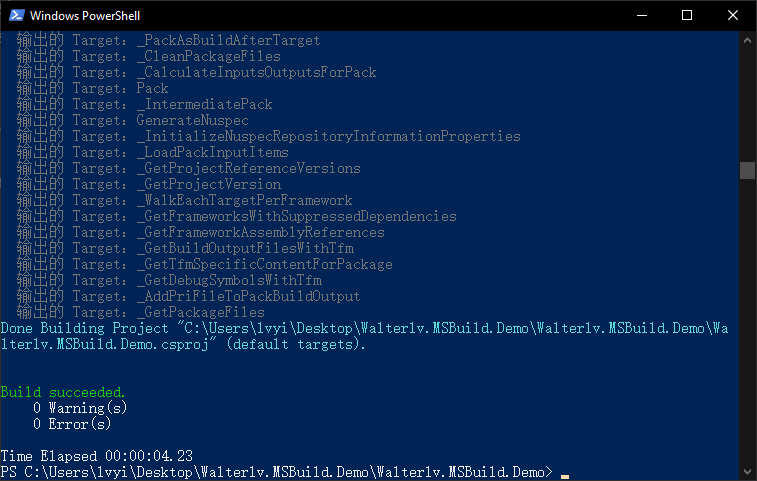 Windows PowerShell
输出的 Target: _PackAsBuildAfterTarget
输出的 Target: _CleanPackageFiles
输出的 Target: _CalculateInputsOutputsForPack
输出的 Target: Pack
输出的 Target: _IntermediatePack
输出的 Target: GenerateNuspec
输出的 Target: _InitializeNuspecRepositoryInformationProperties
输出的 Target: _LoadPackInputItems
输出的 Target: _GetProjectReferenceVersions
输出的 Target: _GetProjectVersion
输出的 Target: _WalkEachTargetPerFramework
输出的 Target: _GetFrameworksWithSuppressedDependencies
输出的 Target: _GetFrameworkAssemblyReferences
输出的 Target: _GetBuildOutputFilesWithTfm
输出的 Target: _GetTfmSpecificContentForPackage
输出的 Target: _GetDebugSymbolsWithTfm
输出的 Target: _AddPriFileToPackBuildOutput
输出的 Target: _GetPackageFiles
Done Building Project "C:\Users\lvyi\Desktop\Walterlv.MSBuild.Demo\Walterlv.MSBuild.Demo\Wa
lterlv.MSBuild.Demo.csproj" (default targets).
Build succeeded.
0 Warning(s)
0 Error(s)
Time Elapsed 00:00:04.23
PS C:\Users\lvyi\Desktop\Walterlv.MSBuild.Demo\Walterlv.MSBuild.Demo>